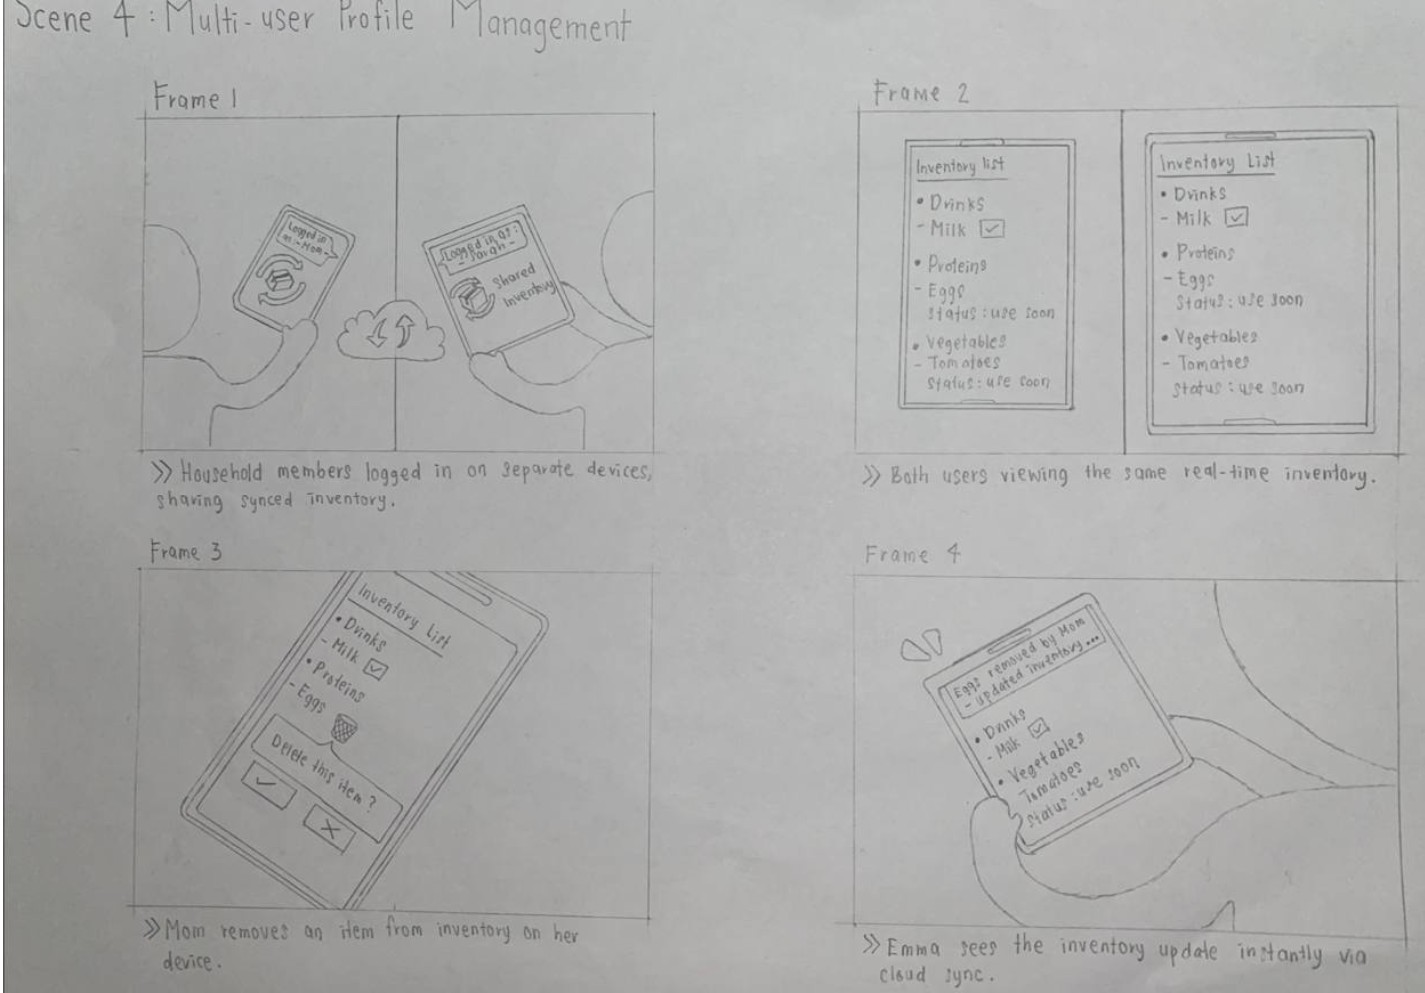 Scene 4 : Multi-user Profile Management
Frame 1
Logged in
as : - Mom -
Logged in as :
- Sarah -
Shared
Inventory
>> Household members logged in on separate devices,
sharing synced inventory.
Frame 2
Inventory list
• Drinks
- Milk
• Proteins
- Eggs
Status : use soon
• Vegetables
- Tomatoes
Status : use soon
Inventory List
• Drinks
- Milk
• Proteins
- Eggs
Status : use soon
• Vegetables
- Tomatoes
Status : use soon
>> Both users viewing the same real-time inventory.
Frame 3
Inventory List
• Drinks
- Milk
• Proteins
- Eggs
Delete this item ?
>> Mom removes an item from inventory on her
device.
Frame 4
Eggs removed by Mom
- updated inventory...
• Drinks
- Milk
• Vegetables
Tomatoes
Status : use soon
>> Emma sees the inventory update instantly via
cloud sync.